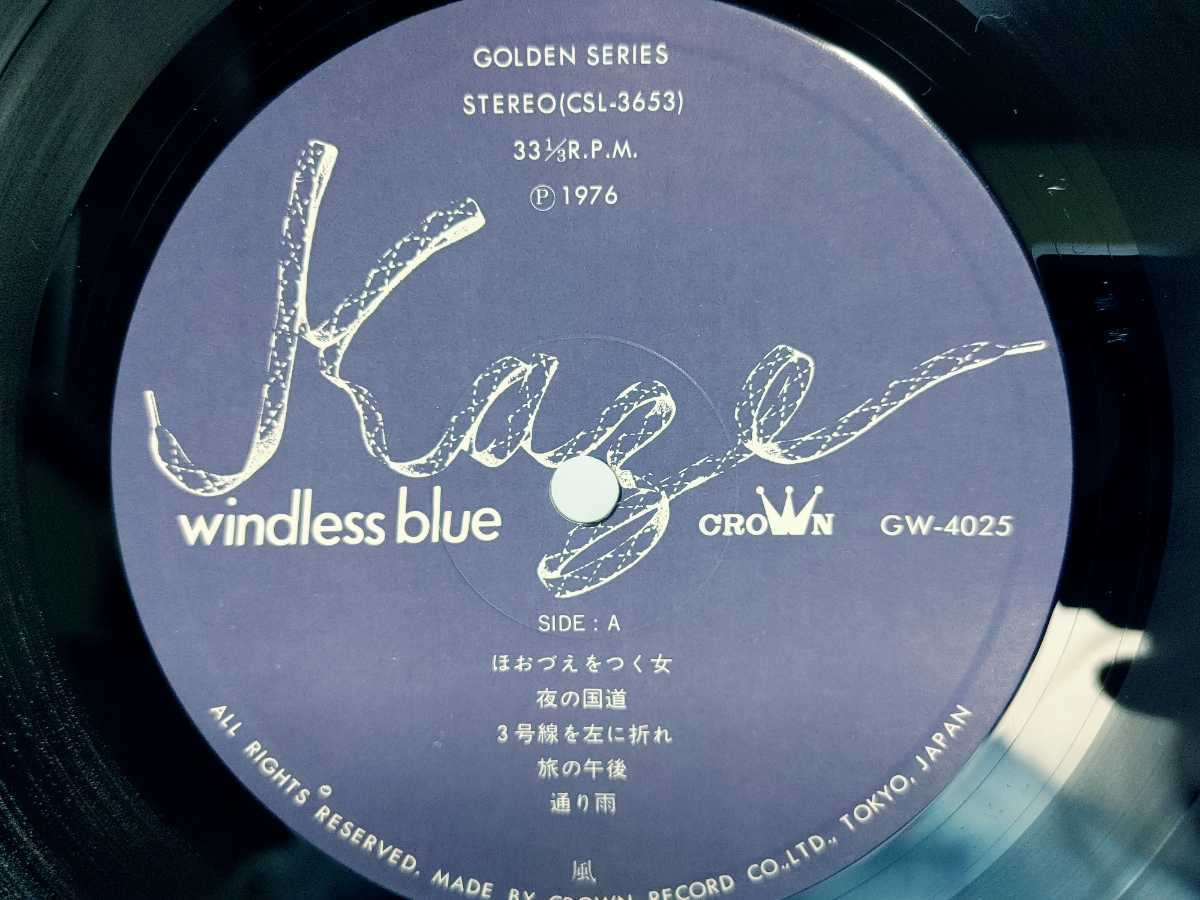 GOLDEN SERIES
STEREO(CSL-3653)
33⅓R.P.M.
Ⓟ1976
Kaze
windless blue
CROWN GW-4025
SIDE : A
ほおづえをつく女
夜の国道
3号線を左に折れ
旅の午後
通り雨
風
ALL RIGHTS RESERVED. MADE BY CROWN RECORD CO.,LTD., TOKYO, JAPAN